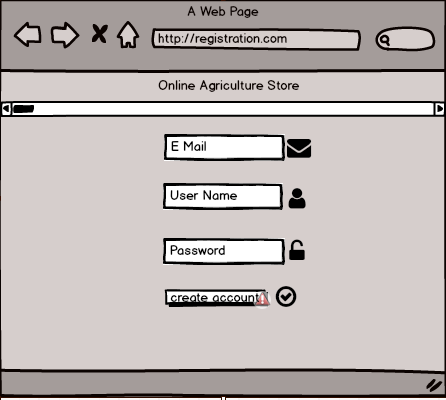 A Web Page
http://registration.com
Online Agriculture Store
E Mail
User Name
Password
create account